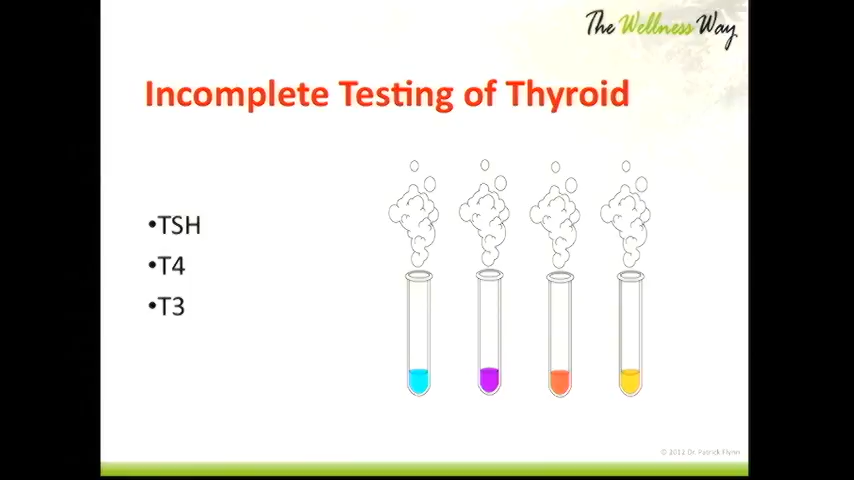 The Wellness Way
Incomplete Testing of Thyroid
•TSH
•T4
•T3
© 2012 Dr. Patrick Flynn